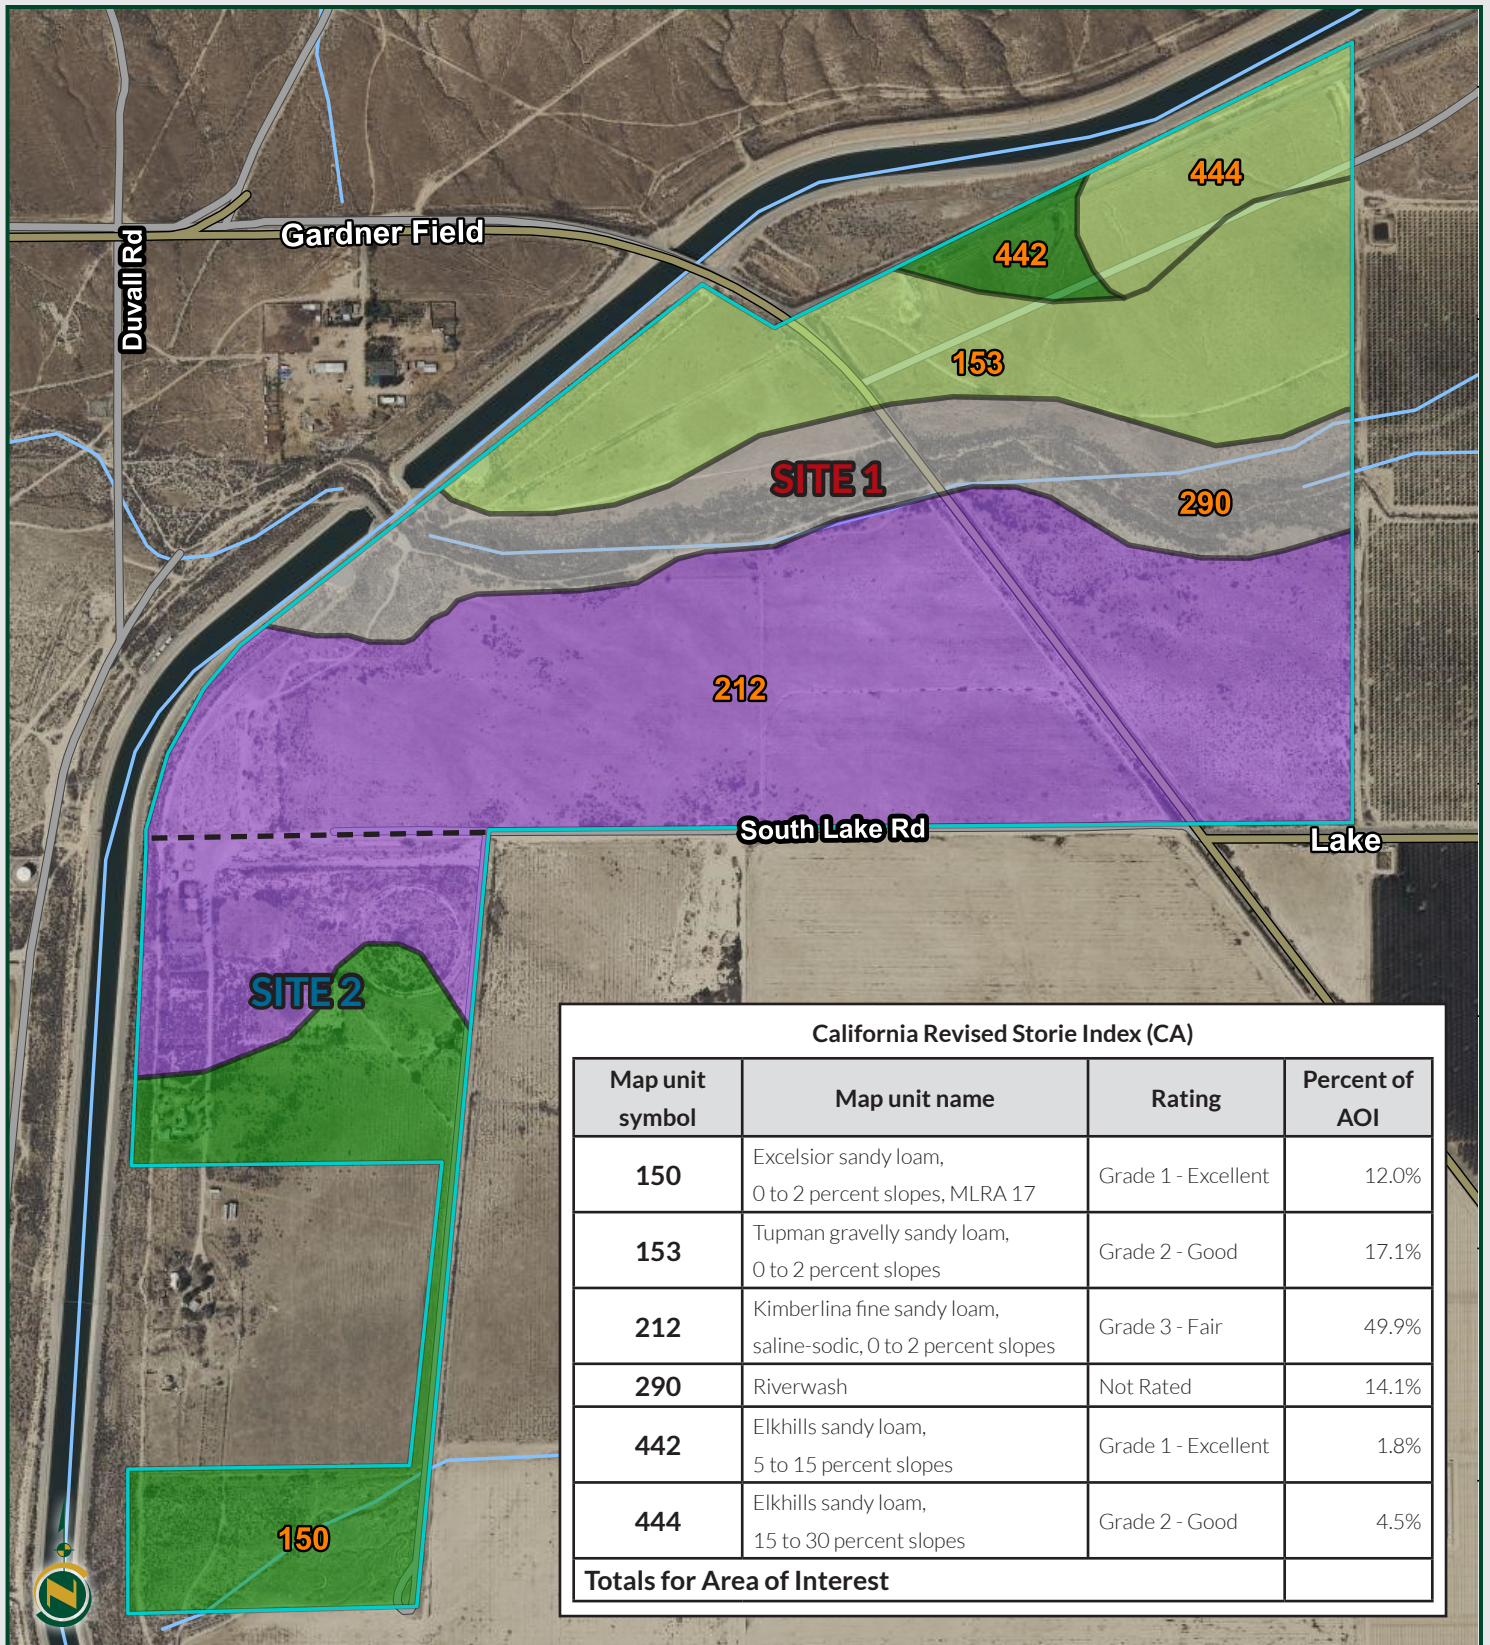 444
Gardner Field
Duvall Rd
442
153
SITE 1
290
212
South Lake Rd
Lake
SITE 2
150
California Revised Storie Index (CA)
Map unit symbol
Map unit name
Rating
Percent of AOI
150
Excelsior sandy loam,
0 to 2 percent slopes, MLRA 17
Grade 1 - Excellent
12.0%
153
Tupman gravelly sandy loam,
0 to 2 percent slopes
Grade 2 - Good
17.1%
212
Kimberlina fine sandy loam,
saline-sodic, 0 to 2 percent slopes
Grade 3 - Fair
49.9%
290
Riverwash
Not Rated
14.1%
442
Elkhills sandy loam,
5 to 15 percent slopes
Grade 1 - Excellent
1.8%
444
Elkhills sandy loam,
15 to 30 percent slopes
Grade 2 - Good
4.5%
Totals for Area of Interest
N